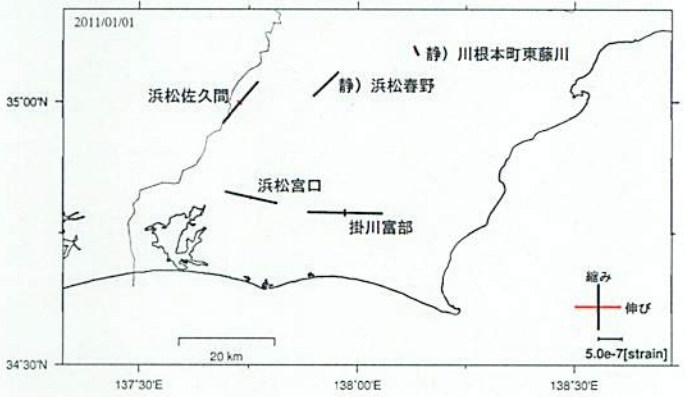 2011/01/01
静）川根本町東藤川
35°00'N
浜松佐久間
静）浜松春野
浜松宮口
掛川富部
縮み
伸び
20 km
5.0e-7[strain]
34°30'N
137°30'E
138°00'E
138°30'E